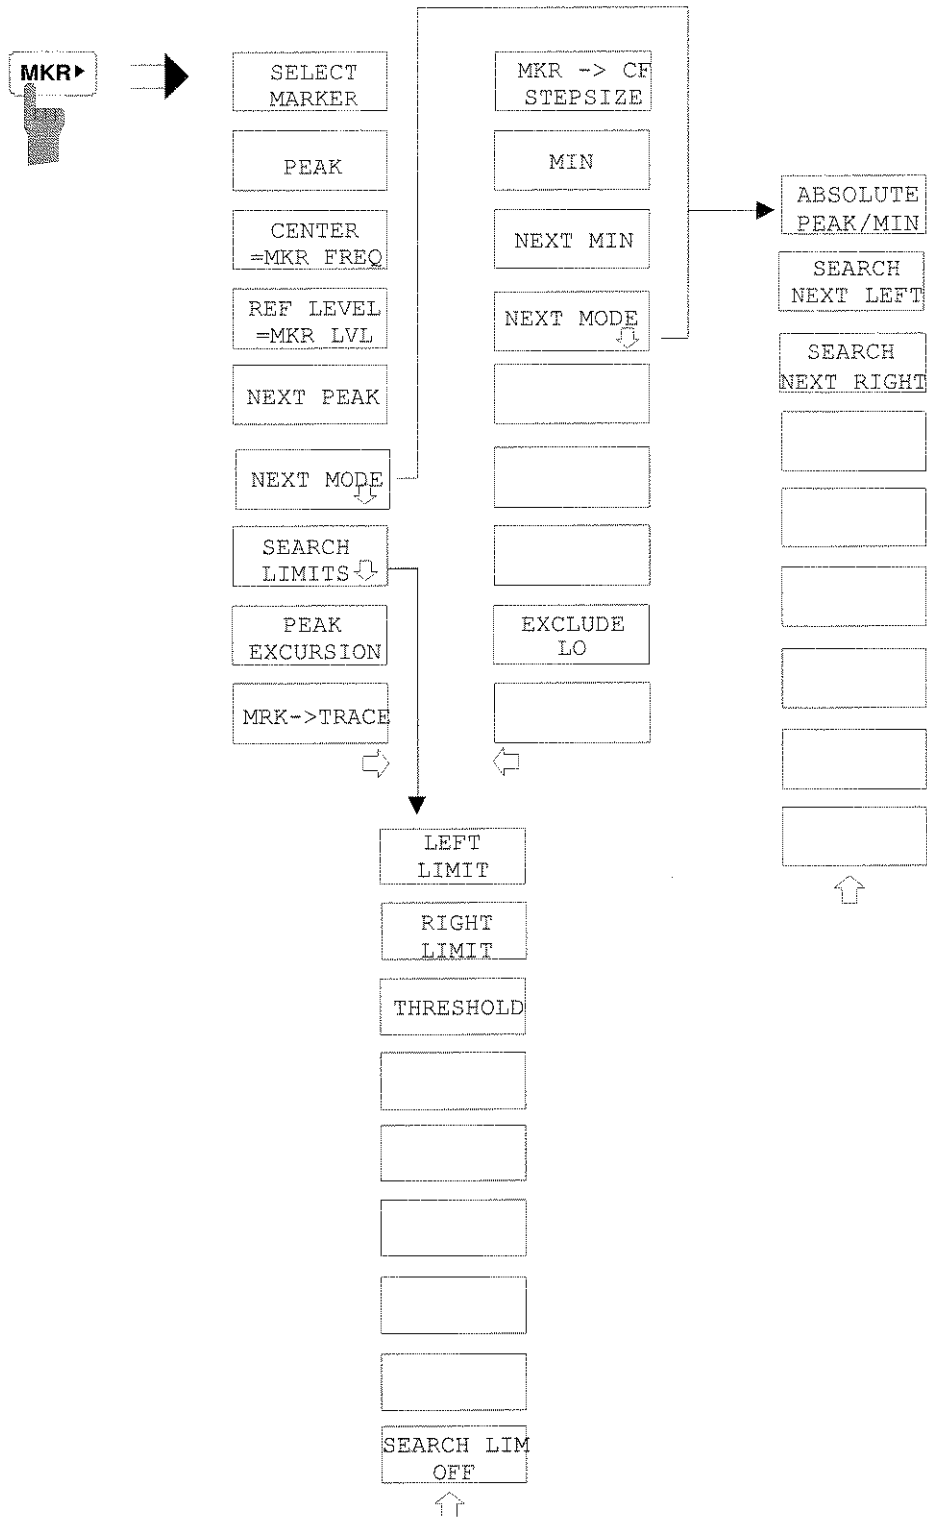 MKR
SELECT
MARKER
PEAK
CENTER
=MKR FREQ
REF LEVEL
=MKR LVL
NEXT PEAK
NEXT MODE
SEARCH
LIMITS
PEAK
EXCURSION
MRK->TRACE
MKR -> CF
STEPSIZE
MIN
NEXT MIN
NEXT MODE
EXCLUDE
LO
ABSOLUTE
PEAK/MIN
SEARCH
NEXT LEFT
SEARCH
NEXT RIGHT
LEFT
LIMIT
RIGHT
LIMIT
THRESHOLD
SEARCH LIM
OFF